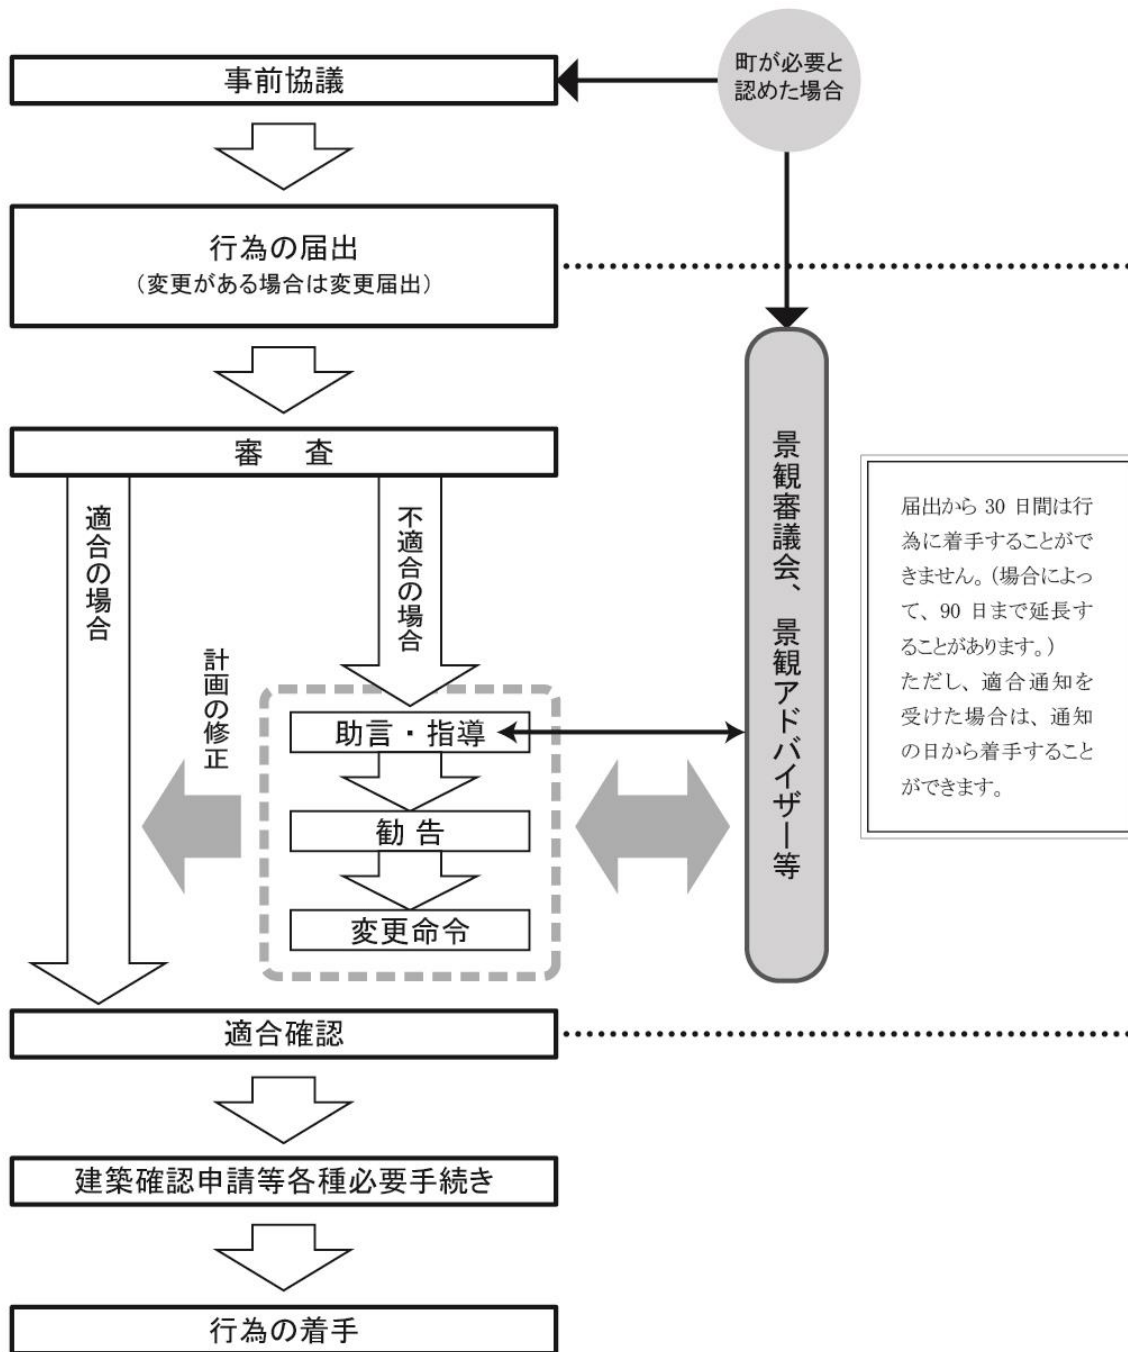 事前協議
町が必要と
認めた場合
行為の届出
（変更がある場合は変更届出）
審　査
適合の場合
不適合の場合
計画の修正
助言・指導
勧 告
変更命令
景観審議会、景観アドバイザー等
届出から 30 日間は行
為に着手することがで
きません。（場合によっ
て、90 日まで延長す
ることがあります。）
ただし、適合通知を
受けた場合は、通知
の日から着手すること
ができます。
適合確認
建築確認申請等各種必要手続き
行為の着手